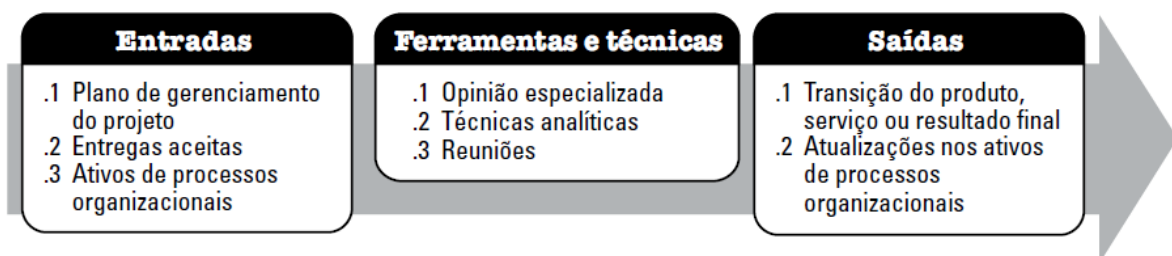 Entradas
.1 Plano de gerenciamento
do projeto
.2 Entregas aceitas
.3 Ativos de processos
organizacionais
Ferramentas e técnicas
.1 Opinião especializada
.2 Técnicas analíticas
.3 Reuniões
Saídas
.1 Transição do produto,
serviço ou resultado final
.2 Atualizações nos ativos
de processos
organizacionais